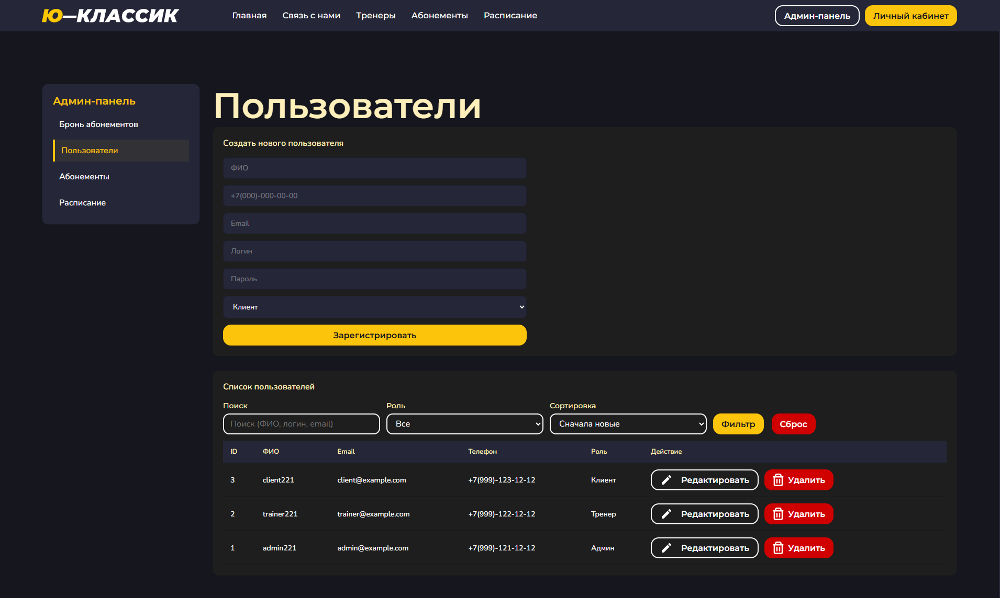 Ю—КЛАССИК Главная Связь с нами Тренеры Абонементы Расписание Админ-панель Личный кабинет
Админ-панель
Бронь абонементов
Пользователи
Абонементы
Расписание
Пользователи
Создать нового пользователя
ФИО
+7(000)-000-00-00
Email
Логин
Пароль
Клиент
Зарегистрировать
Список пользователей
Поиск Роль Сортировка
Поиск (ФИО, логин, email) Все Сначала новые Фильтр Сброс
ID ФИО Email Телефон Роль Действие
3 client221 client@example.com +7(999)-123-12-12 Клиент Редактировать Удалить
2 trainer221 trainer@example.com +7(999)-122-12-12 Тренер Редактировать Удалить
1 admin221 admin@example.com +7(999)-121-12-12 Админ Редактировать Удалить